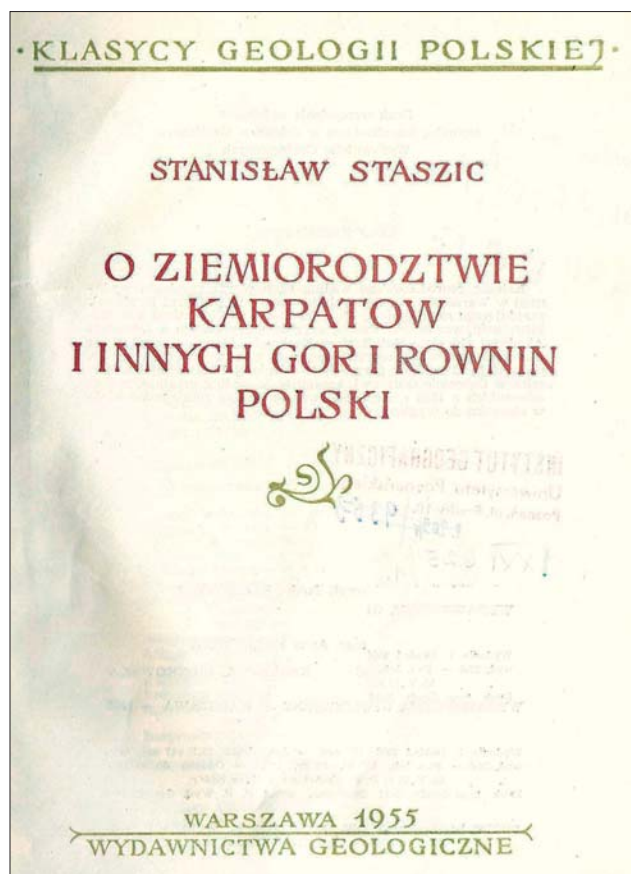 · KLASYCY GEOLOGII POLSKIEJ ·
STANISŁAW STASZIC
O ZIEMIORODZTWIE
KARPATOW
I INNYCH GOR I ROWNIN
POLSKI
WARSZAWA 1955
WYDAWNICTWA GEOLOGICZNE